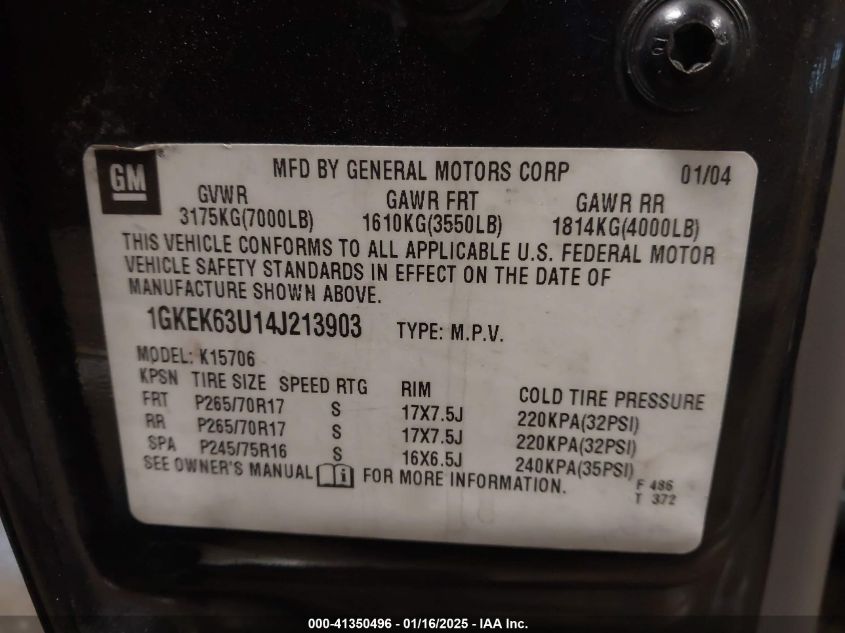 GM
MFD BY GENERAL MOTORS CORP 01/04
GVWR GAWR FRT GAWR RR
3175KG(7000LB) 1610KG(3550LB) 1814KG(4000LB)
THIS VEHICLE CONFORMS TO ALL APPLICABLE U.S. FEDERAL MOTOR
VEHICLE SAFETY STANDARDS IN EFFECT ON THE DATE OF
MANUFACTURE SHOWN ABOVE.
1GKEK63U14J213903 TYPE: M.P.V.
MODEL: K15706
KPSN TIRE SIZE SPEED RTG RIM COLD TIRE PRESSURE
FRT P265/70R17 S 17X7.5J 220KPA(32PSI)
RR P265/70R17 S 17X7.5J 220KPA(32PSI)
SPA P245/75R16 S 16X6.5J 240KPA(35PSI)
SEE OWNER'S MANUAL i FOR MORE INFORMATION.
F 486
T 372
000-41350496 - 01/16/2025 - IAA Inc.